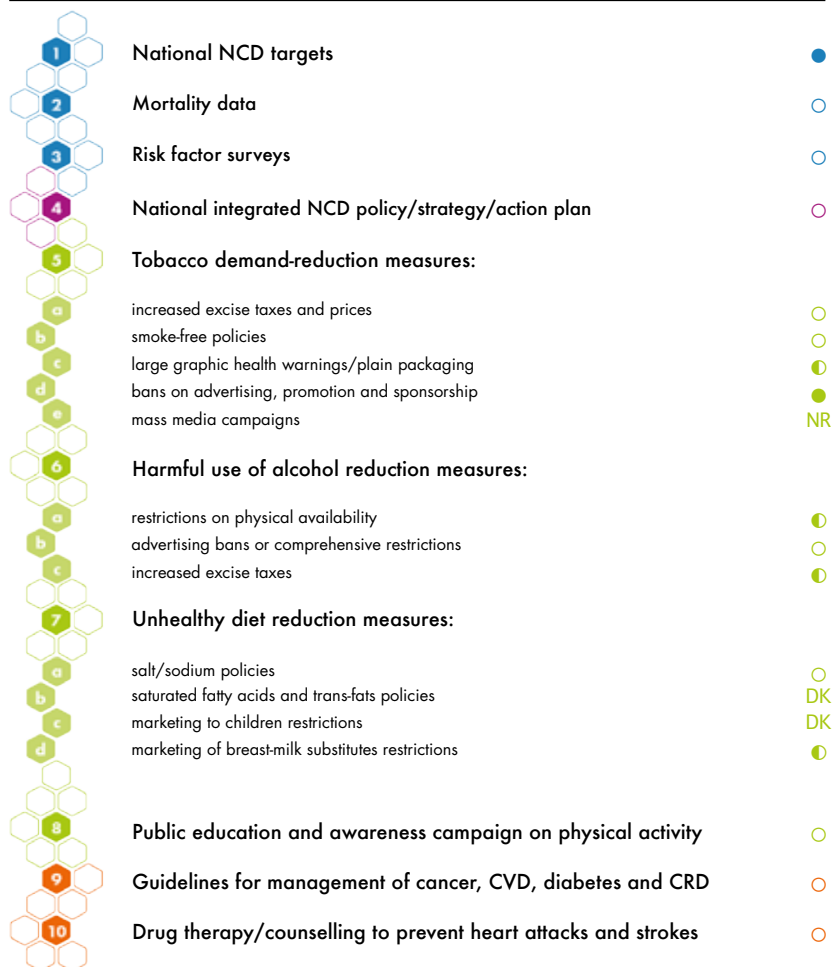 1 National NCD targets ●
2 Mortality data ○
3 Risk factor surveys ○
4 National integrated NCD policy/strategy/action plan ○
5 Tobacco demand-reduction measures:
a increased excise taxes and prices ○
b smoke-free policies ○
c large graphic health warnings/plain packaging ◐
d bans on advertising, promotion and sponsorship ●
e mass media campaigns NR
6 Harmful use of alcohol reduction measures:
a restrictions on physical availability ◐
b advertising bans or comprehensive restrictions ○
c increased excise taxes ◐
7 Unhealthy diet reduction measures:
a salt/sodium policies ○
b saturated fatty acids and trans-fats policies DK
c marketing to children restrictions DK
d marketing of breast-milk substitutes restrictions ◐
8 Public education and awareness campaign on physical activity ○
9 Guidelines for management of cancer, CVD, diabetes and CRD ○
10 Drug therapy/counselling to prevent heart attacks and strokes ○